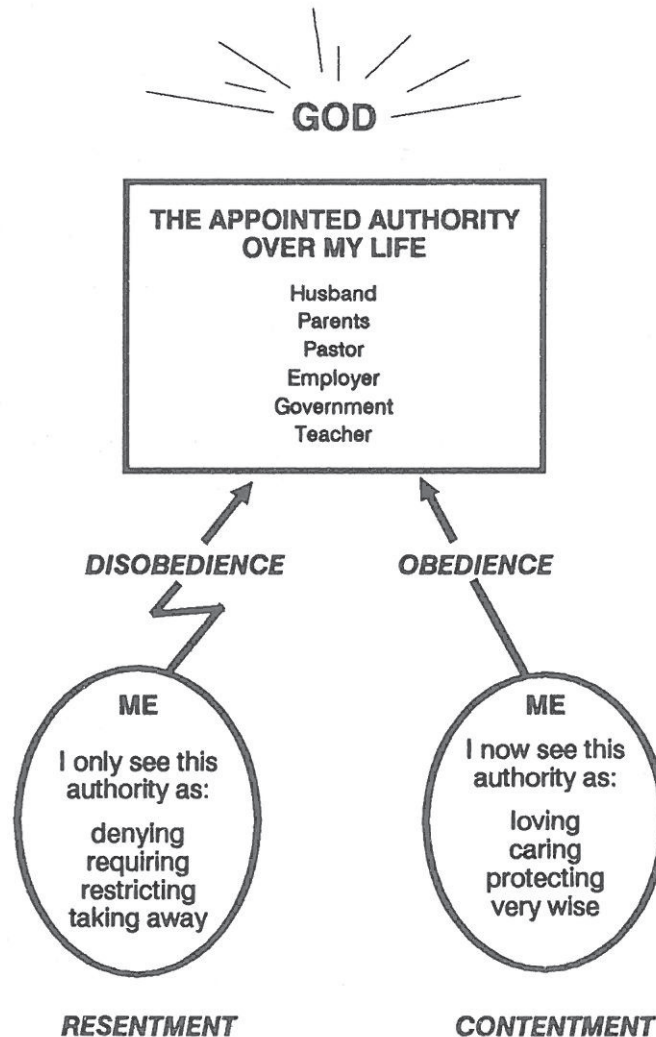 GOD
THE APPOINTED AUTHORITY
OVER MY LIFE
Husband
Parents
Pastor
Employer
Government
Teacher
DISOBEDIENCE
OBEDIENCE
ME
I only see this
authority as:
denying
requiring
restricting
taking away
ME
I now see this
authority as:
loving
caring
protecting
very wise
RESENTMENT
CONTENTMENT